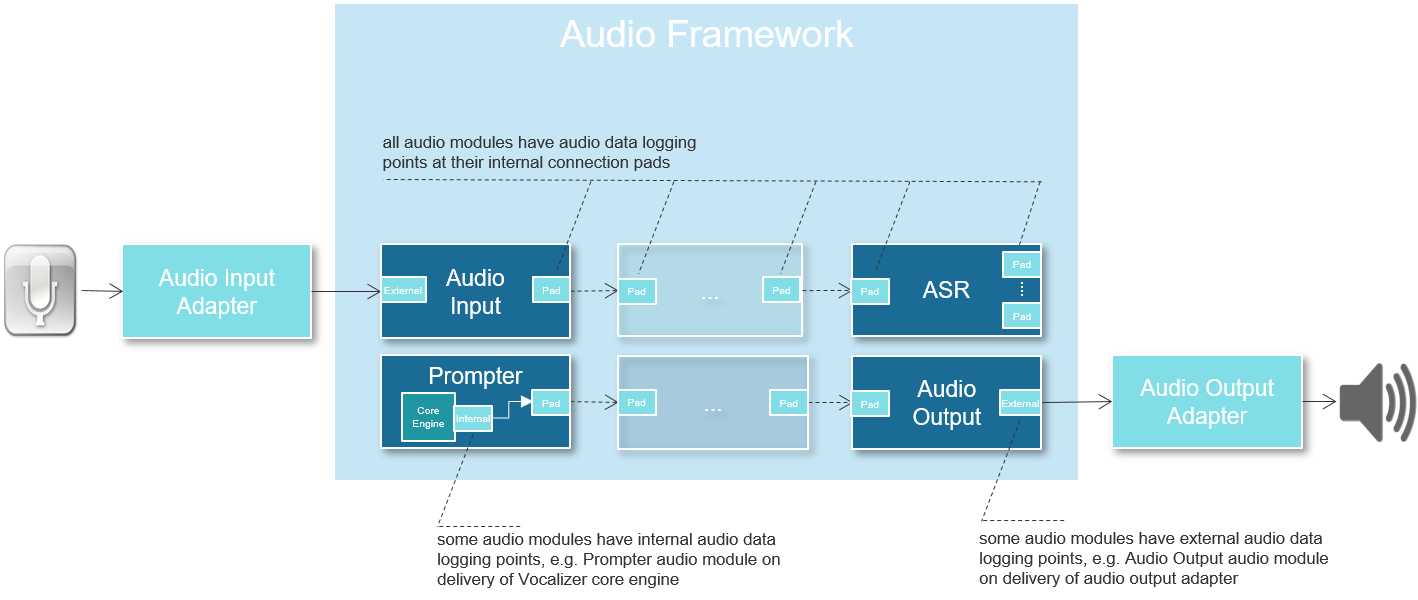 Audio Framework
all audio modules have audio data logging
points at their internal connection pads
Audio Input
Adapter
External
Audio
Input
Pad
Pad
...
Pad
Pad
ASR
Pad
Pad
Prompter
Core
Engine
Internal
Pad
Pad
...
Pad
Pad
Audio
Output
External
Audio Output
Adapter
some audio modules have internal audio data
logging points, e.g. Prompter audio module on
delivery of Vocalizer core engine
some audio modules have external audio data
logging points, e.g. Audio Output audio module
on delivery of audio output adapter